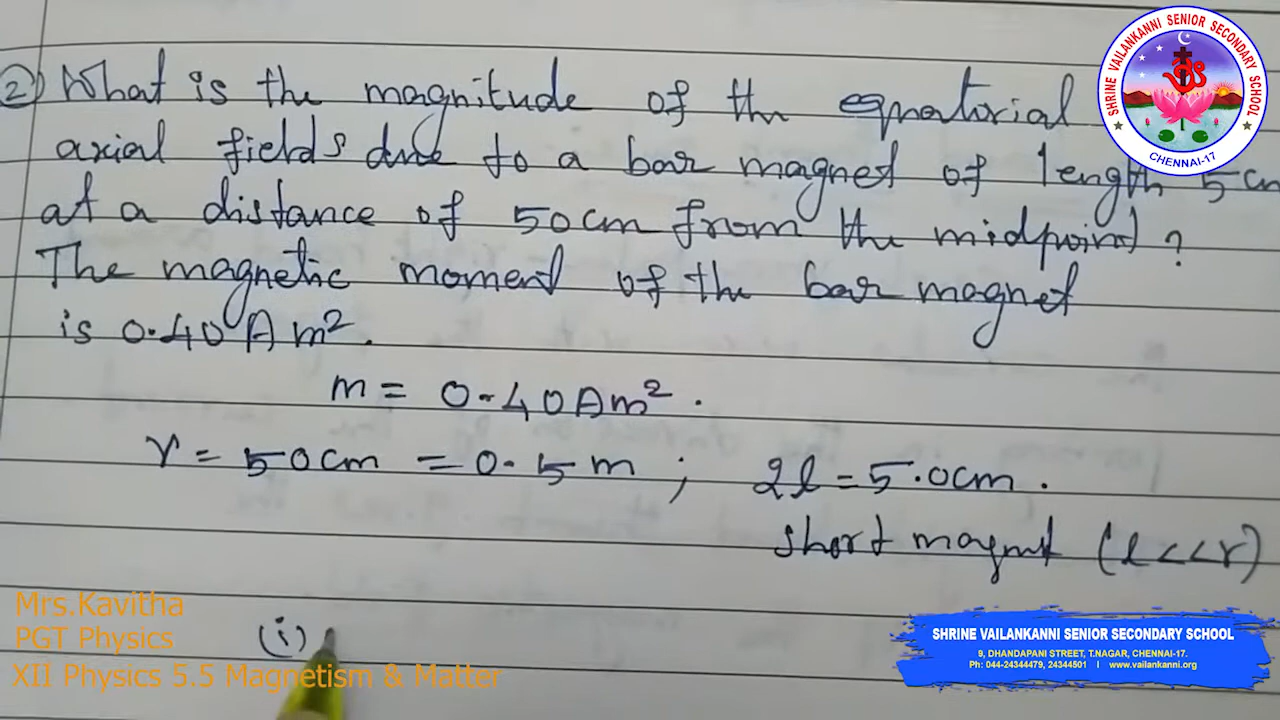 2) What is the magnitude of the equatorial
axial fields due to a bar magnet of length 5cm
at a distance of 50cm from the midpoint?
The magnetic moment of the bar magnet
is 0.40 Am².
m = 0.40 Am².
r = 50cm = 0.5 m ; 2l = 5.0cm.
short magnet (l << r)
(i)
Mrs.Kavitha
PGT Physics
XII Physics 5.5 Magnetism & Matter
SHRINE VAILANKANNI SENIOR SECONDARY SCHOOL
CHENNAI-17
SHRINE VAILANKANNI SENIOR SECONDARY SCHOOL
9, DHANDAPANI STREET, T.NAGAR, CHENNAI-17.
Ph: 044-24344479, 24344501 I www.vailankanni.org